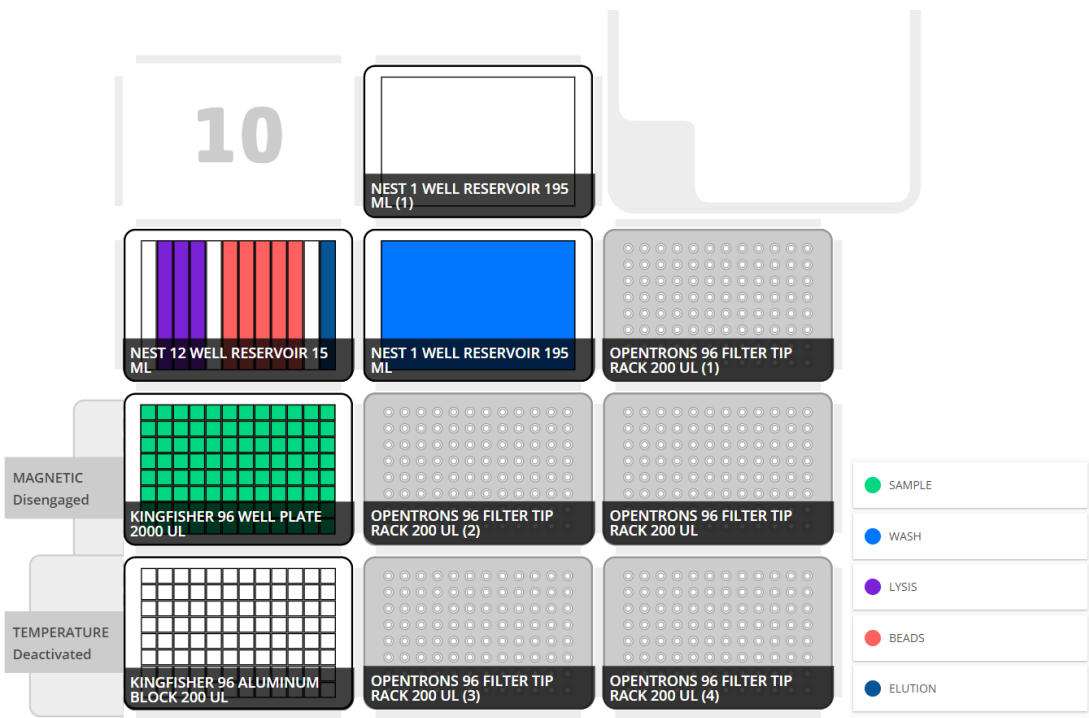 10
NEST 1 WELL RESERVOIR 195
ML (1)
NEST 12 WELL RESERVOIR 15
ML
NEST 1 WELL RESERVOIR 195
ML
OPENTRONS 96 FILTER TIP
RACK 200 UL (1)
MAGNETIC
Disengaged
KINGFISHER 96 WELL PLATE
2000 UL
OPENTRONS 96 FILTER TIP
RACK 200 UL (2)
OPENTRONS 96 FILTER TIP
RACK 200 UL
TEMPERATURE
Deactivated
KINGFISHER 96 ALUMINUM
BLOCK 200 UL
OPENTRONS 96 FILTER TIP
RACK 200 UL (3)
OPENTRONS 96 FILTER TIP
RACK 200 UL (4)
SAMPLE
WASH
LYSIS
BEADS
ELUTION